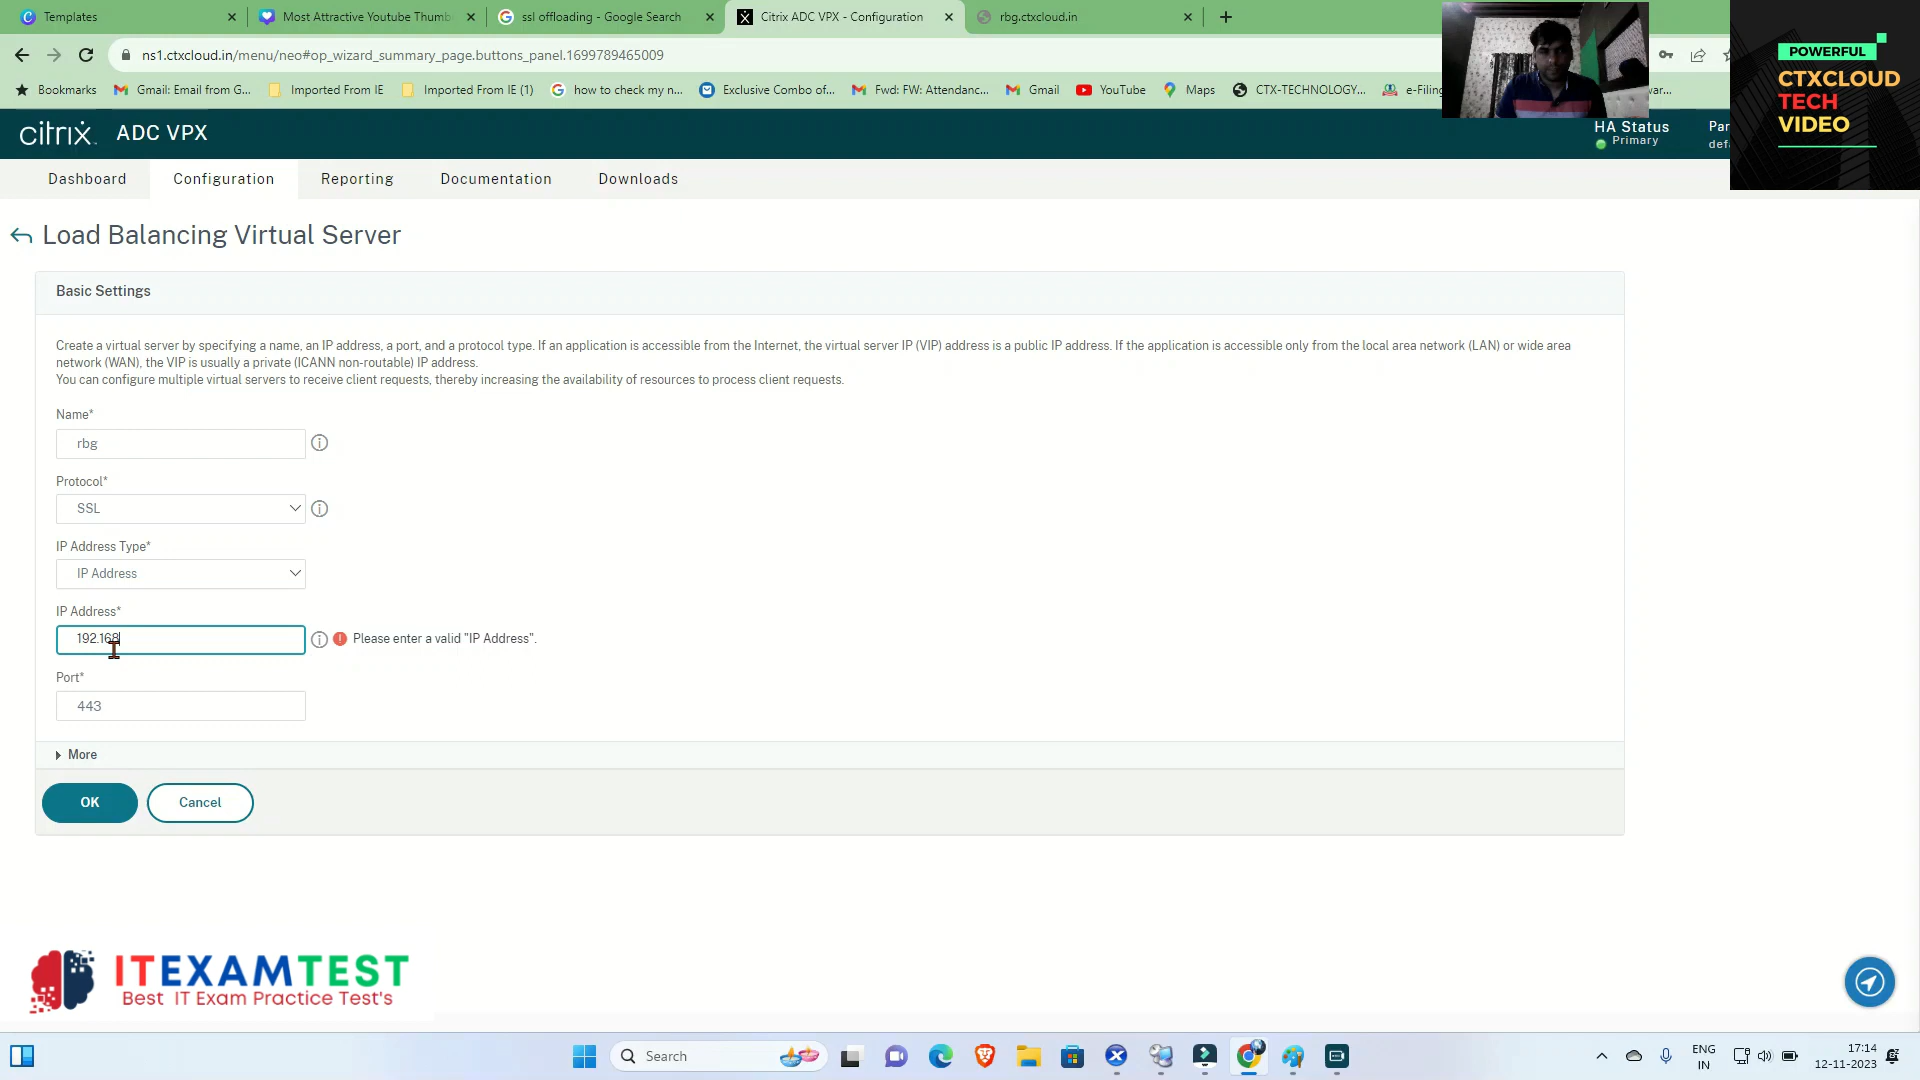 Templates
Most Attractive Youtube Thumb
ssl offloading - Google Search
Citrix ADC VPX - Configuration
rbg.ctxcloud.in
ns1.ctxcloud.in/menu/neo#op_wizard_summary_page.buttons_panel.1699789465009
Bookmarks
Gmail: Email from G...
Imported From IE
Imported From IE (1)
how to check my n...
Exclusive Combo of...
Fwd: FW: Attendanc...
Gmail
YouTube
Maps
CTX-TECHNOLOGY...
e-Filing
var...
POWERFUL
CTXCLOUD
TECH
VIDEO
citrix. ADC VPX
HA Status
Primary
Par
defa
Dashboard
Configuration
Reporting
Documentation
Downloads
Load Balancing Virtual Server
Basic Settings
Create a virtual server by specifying a name, an IP address, a port, and a protocol type. If an application is accessible from the Internet, the virtual server IP (VIP) address is a public IP address. If the application is accessible only from the local area network (LAN) or wide area
network (WAN), the VIP is usually a private (ICANN non-routable) IP address.
You can configure multiple virtual servers to receive client requests, thereby increasing the availability of resources to process client requests.
Name*
rbg
Protocol*
SSL
IP Address Type*
IP Address
IP Address*
192.168
Please enter a valid "IP Address".
Port*
443
More
OK
Cancel
ITEXAMTEST
Best IT Exam Practice Test's
Search
ENG
IN
17:14
12-11-2023